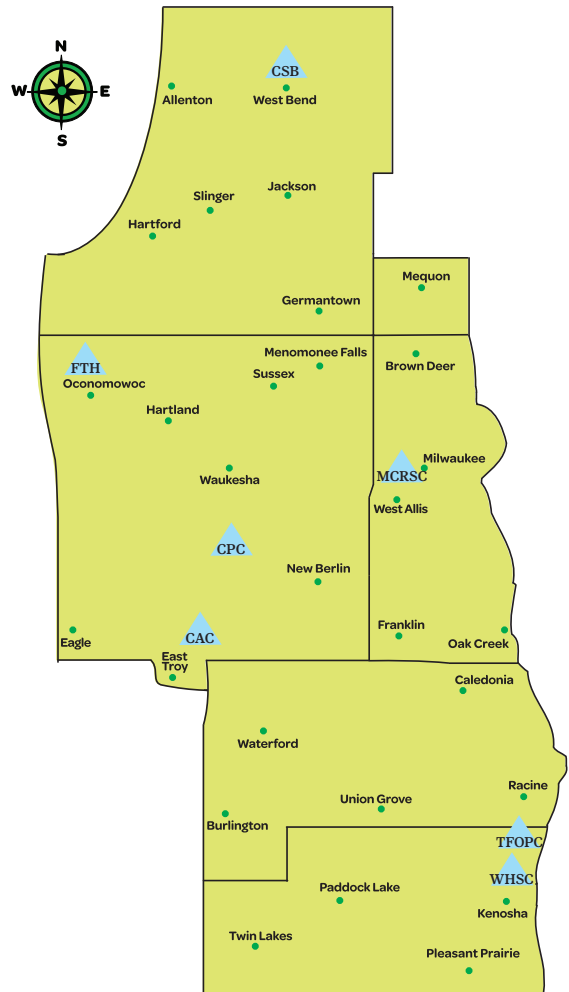 N
CSB
W
E
Allenton
West Bend
S
Jackson
Slinger
Hartford
Mequon
Germantown
Menomonee Falls
FTH
Brown Deer
Sussex
Oconomowoc
Hartland
Milwaukee
MCRSC
Waukesha
West Allis
CPC
New Berlin
Franklin
CAC
Eagle
Oak Creek
East
Troy
Caledonia
Waterford
Racine
Union Grove
Burlington
TFOPC
WHSC
Paddock Lake
Kenosha
Twin Lakes
Pleasant Prairie